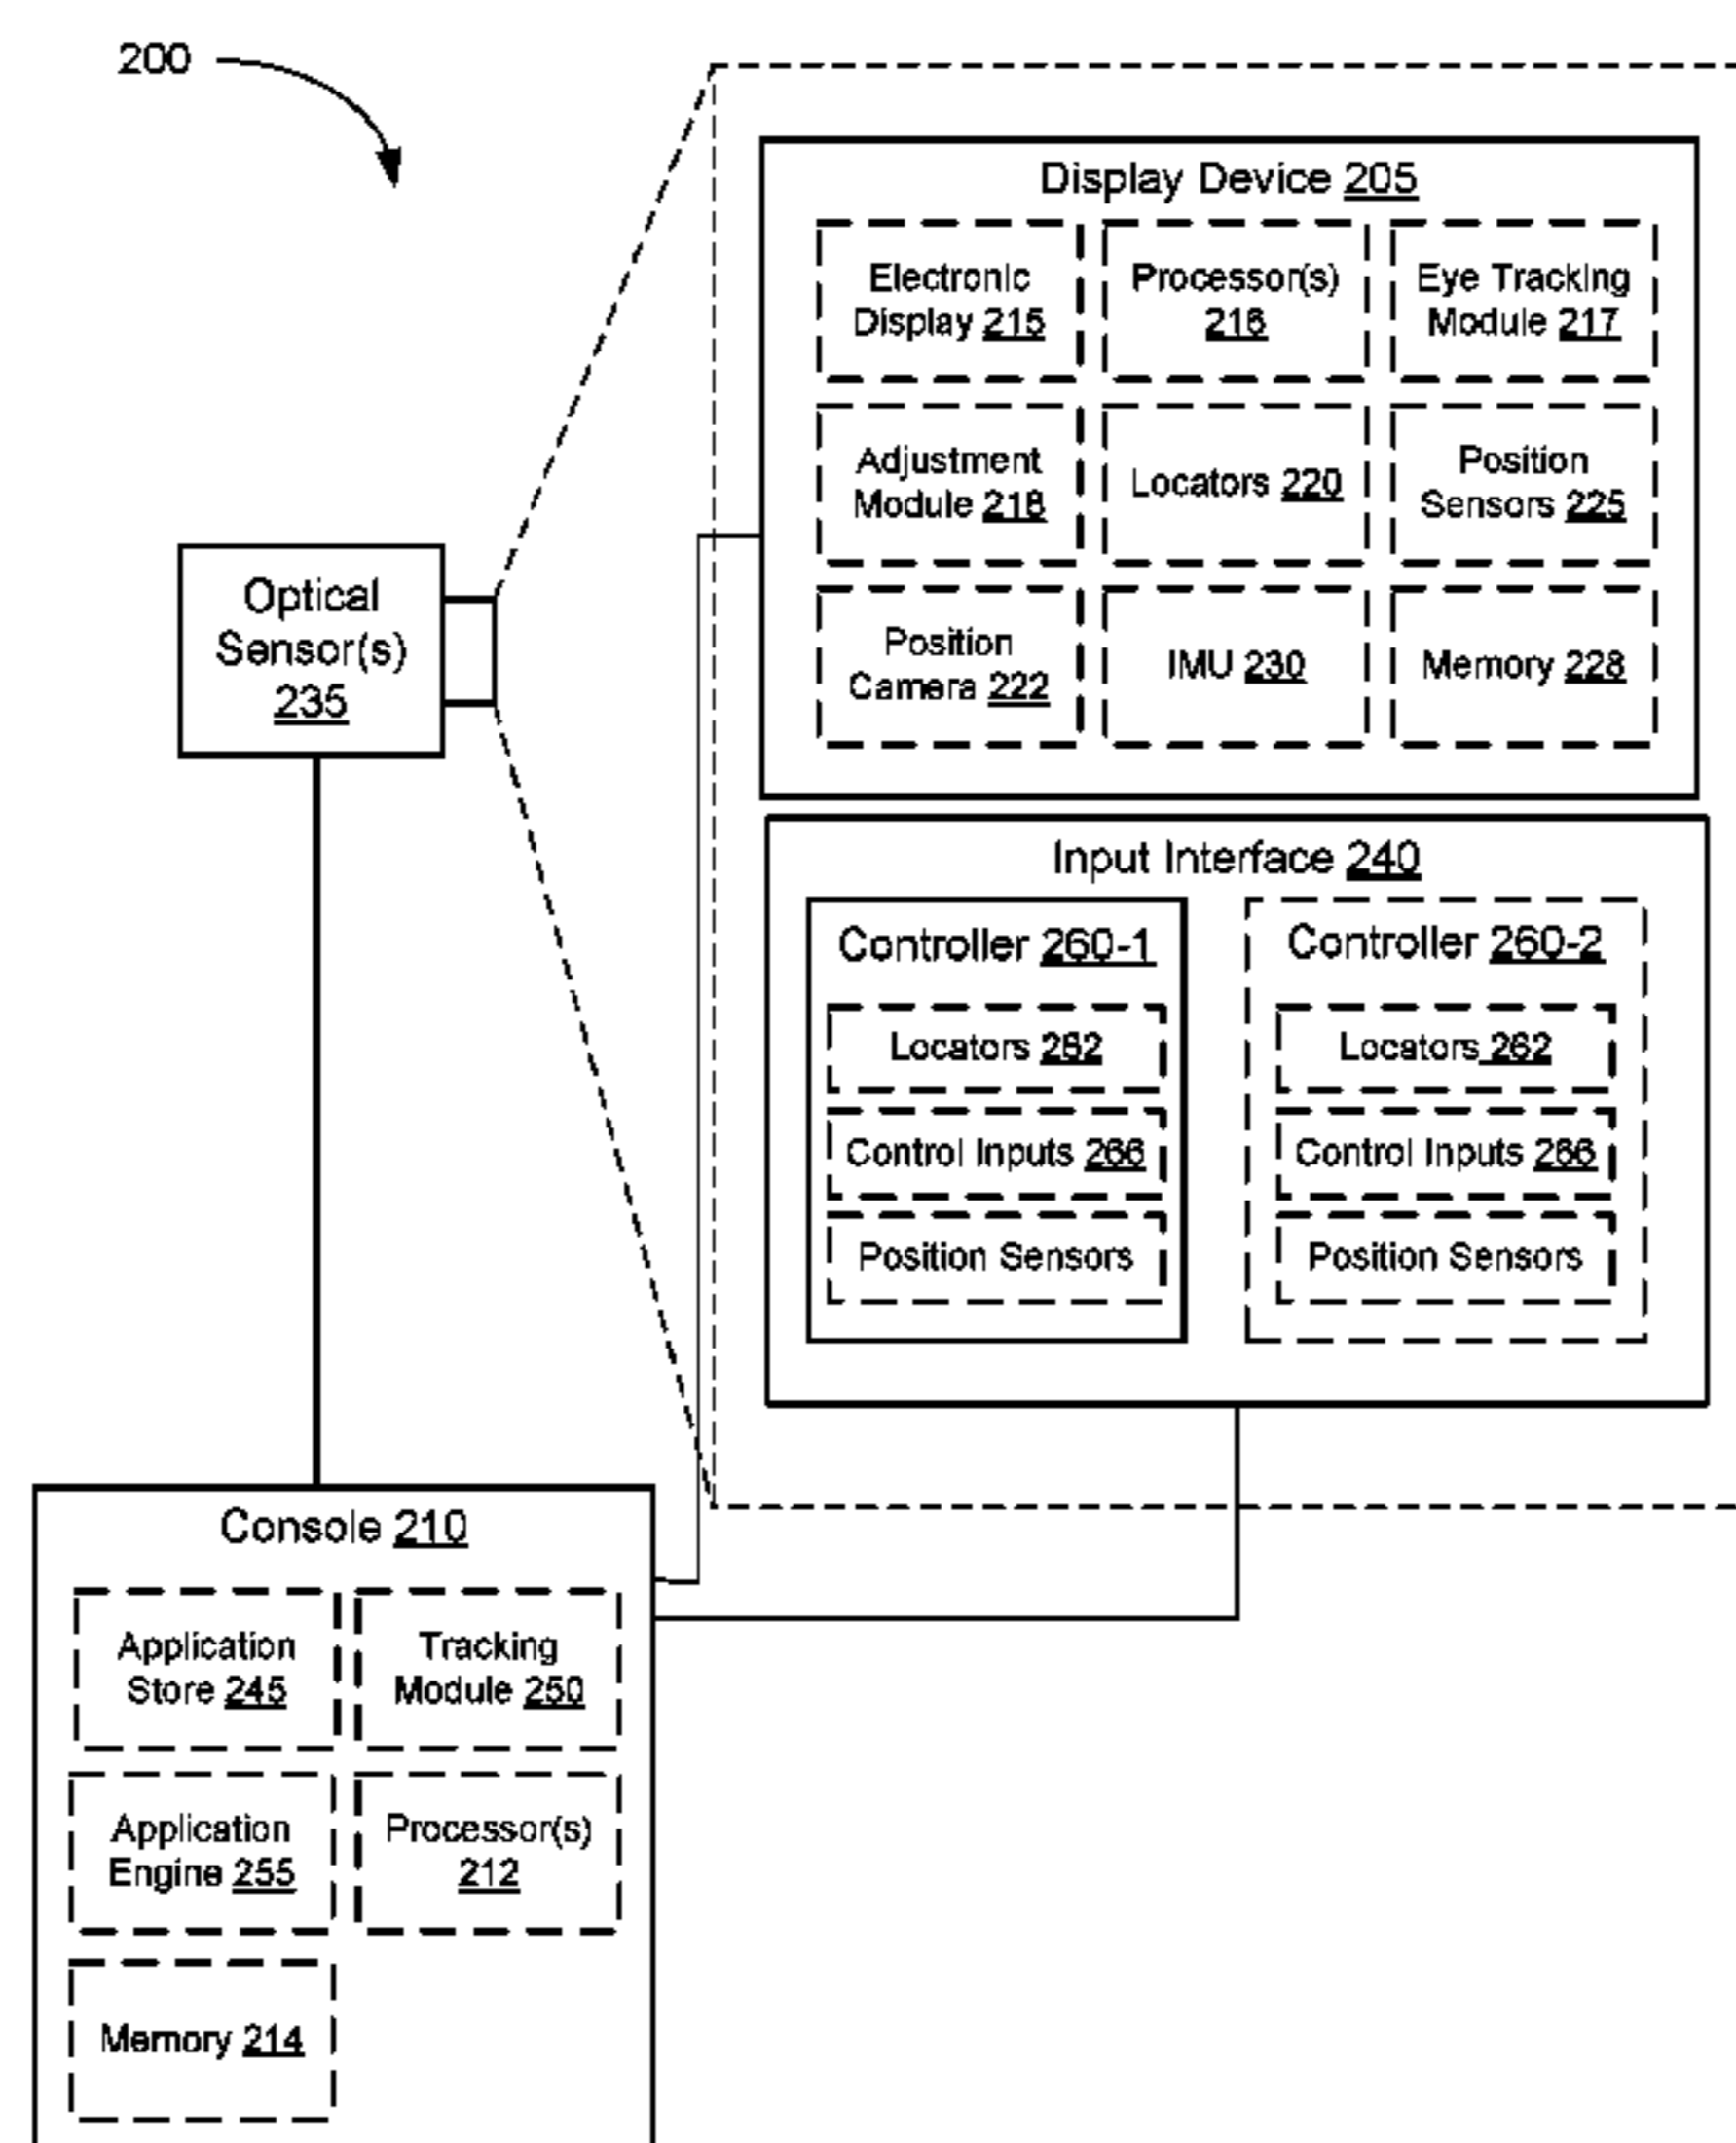 200
Display Device 205
Electronic
Display 215
Processor(s)
216
Eye Tracking
Module 217
Adjustment
Module 218
Locators 220
Position
Sensors 225
Position
Camera 222
IMU 230
Memory 228
Optical
Sensor(s)
235
Input Interface 240
Controller 260-1
Locators 262
Control Inputs 266
Position Sensors
Controller 260-2
Locators 262
Control Inputs 266
Position Sensors
Console 210
Application
Store 245
Tracking
Module 250
Application
Engine 255
Processor(s)
212
Memory 214